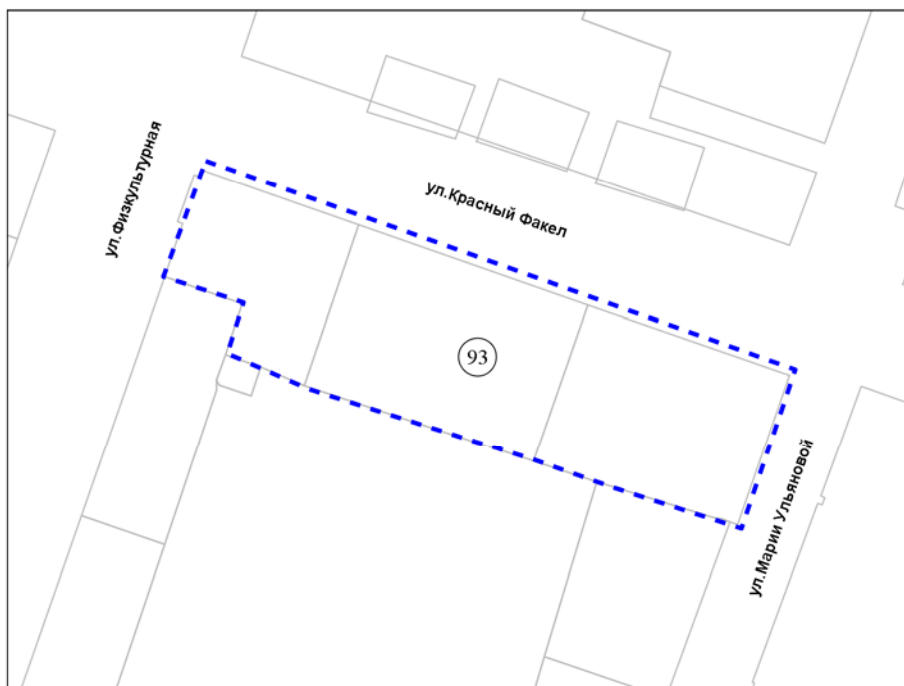 ул.Физкультурная
ул.Красный Факел
93
ул.Марии Ульяновой